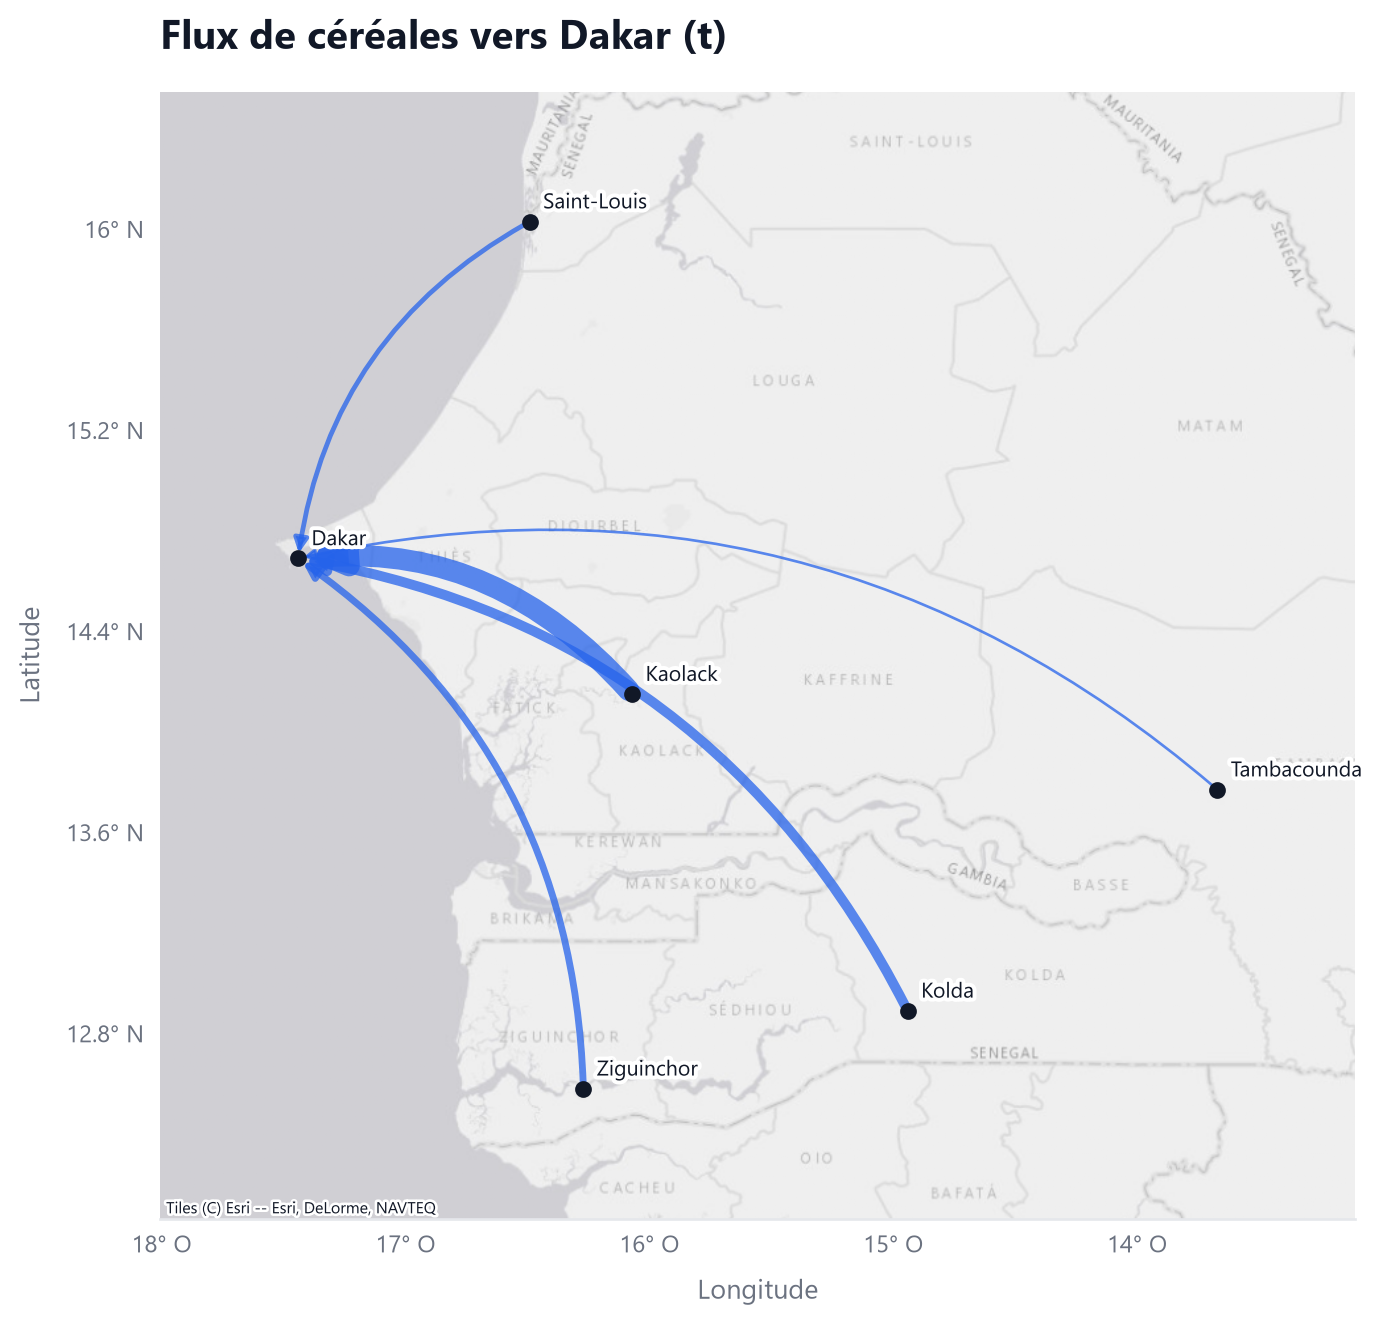 Flux de céréales vers Dakar (t)
MAURITANIA
SENEGAL
SAINT-LOUIS
MAURITANIA
SENEGAL
Saint-Louis
16° N
LOUGA
MATAM
15.2° N
DIOURBEL
Dakar
THIÈS
14.4° N
Latitude
Kaolack
KAFFRINE
FATICK
KAOLACK
Tambacounda
13.6° N
KEREWAN
MANSAKONKO
GAMBIA
BASSE
BRIKAMA
KOLDA
Kolda
SÉDHIOU
12.8° N
ZIGUINCHOR
SENEGAL
Ziguinchor
OIO
CACHEU
BAFATÁ
Tiles (C) Esri -- Esri, DeLorme, NAVTEQ
18° O
17° O
16° O
15° O
14° O
Longitude